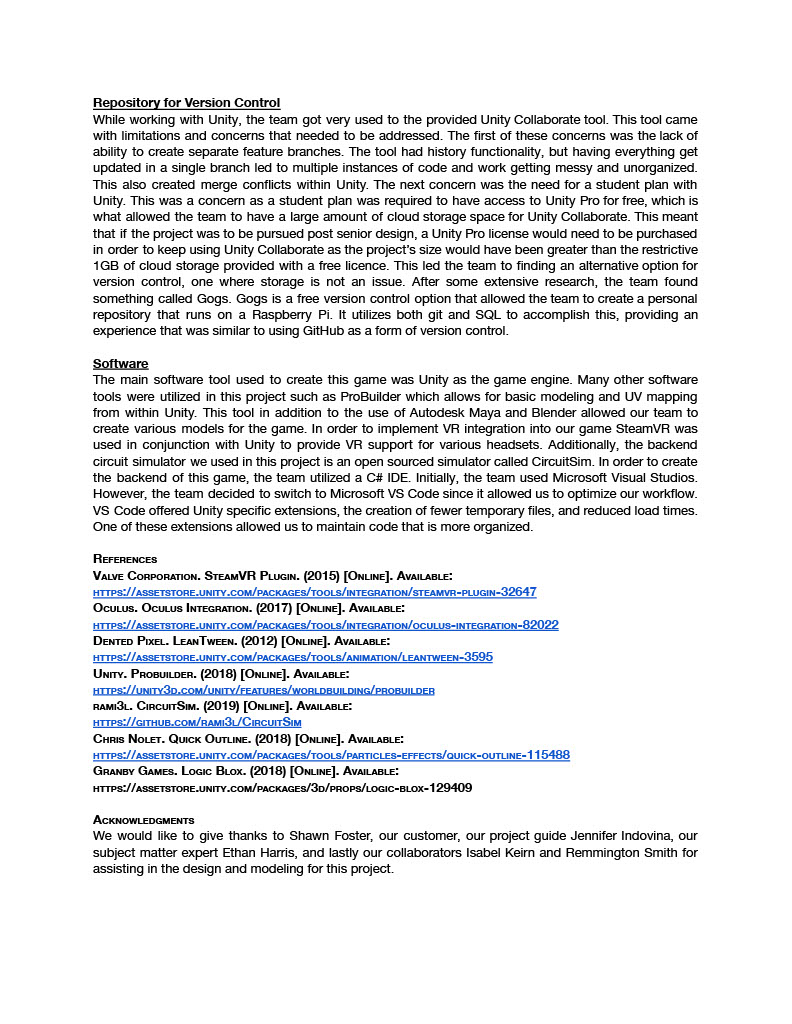 Repository for Version Control
While working with Unity, the team got very used to the provided Unity Collaborate tool. This tool came
with limitations and concerns that needed to be addressed. The first of these concerns was the lack of
ability to create separate feature branches. The tool had history functionality, but having everything get
updated in a single branch led to multiple instances of code and work getting messy and unorganized.
This also created merge conflicts within Unity. The next concern was the need for a student plan with
Unity. This was a concern as a student plan was required to have access to Unity Pro for free, which is
what allowed the team to have a large amount of cloud storage space for Unity Collaborate. This meant
that if the project was to be pursued post senior design, a Unity Pro license would need to be purchased
in order to keep using Unity Collaborate as the project's size would have been greater than the restrictive
1GB of cloud storage provided with a free licence. This led the team to finding an alternative option for
version control, one where storage is not an issue. After some extensive research, the team found
something called Gogs. Gogs is a free version control option that allowed the team to create a personal
repository that runs on a Raspberry Pi. It utilizes both git and SQL to accomplish this, providing an
experience that was similar to using GitHub as a form of version control.
Software
The main software tool used to create this game was Unity as the game engine. Many other software
tools were utilized in this project such as ProBuilder which allows for basic modeling and UV mapping
from within Unity. This tool in addition to the use of Autodesk Maya and Blender allowed our team to
create various models for the game. In order to implement VR integration into our game SteamVR was
used in conjunction with Unity to provide VR support for various headsets. Additionally, the backend
circuit simulator we used in this project is an open sourced simulator called CircuitSim. In order to create
the backend of this game, the team utilized a C# IDE. Initially, the team used Microsoft Visual Studios.
However, the team decided to switch to Microsoft VS Code since it allowed us to optimize our workflow.
VS Code offered Unity specific extensions, the creation of fewer temporary files, and reduced load times.
One of these extensions allowed us to maintain code that is more organized.
References
Valve Corporation. SteamVR Plugin. (2015) [Online]. Available:
https://assetstore.unity.com/packages/tools/integration/steamvr-plugin-32647
Oculus. Oculus Integration. (2017) [Online]. Available:
https://assetstore.unity.com/packages/tools/integration/oculus-integration-82022
Dented Pixel. LeanTween. (2012) [Online]. Available:
https://assetstore.unity.com/packages/tools/animation/leantween-3595
Unity. Probuilder. (2018) [Online]. Available:
https://unity3d.com/unity/features/worldbuilding/probuilder
rami3l. CircuitSim. (2019) [Online]. Available:
https://github.com/rami3l/CircuitSim
Chris Nolet. Quick Outline. (2018) [Online]. Available:
https://assetstore.unity.com/packages/tools/particles-effects/quick-outline-115488
Granby Games. Logic Blox. (2018) [Online]. Available:
https://assetstore.unity.com/packages/3d/props/logic-blox-129409
Acknowledgments
We would like to give thanks to Shawn Foster, our customer, our project guide Jennifer Indovina, our
subject matter expert Ethan Harris, and lastly our collaborators Isabel Keirn and Remmington Smith for
assisting in the design and modeling for this project.